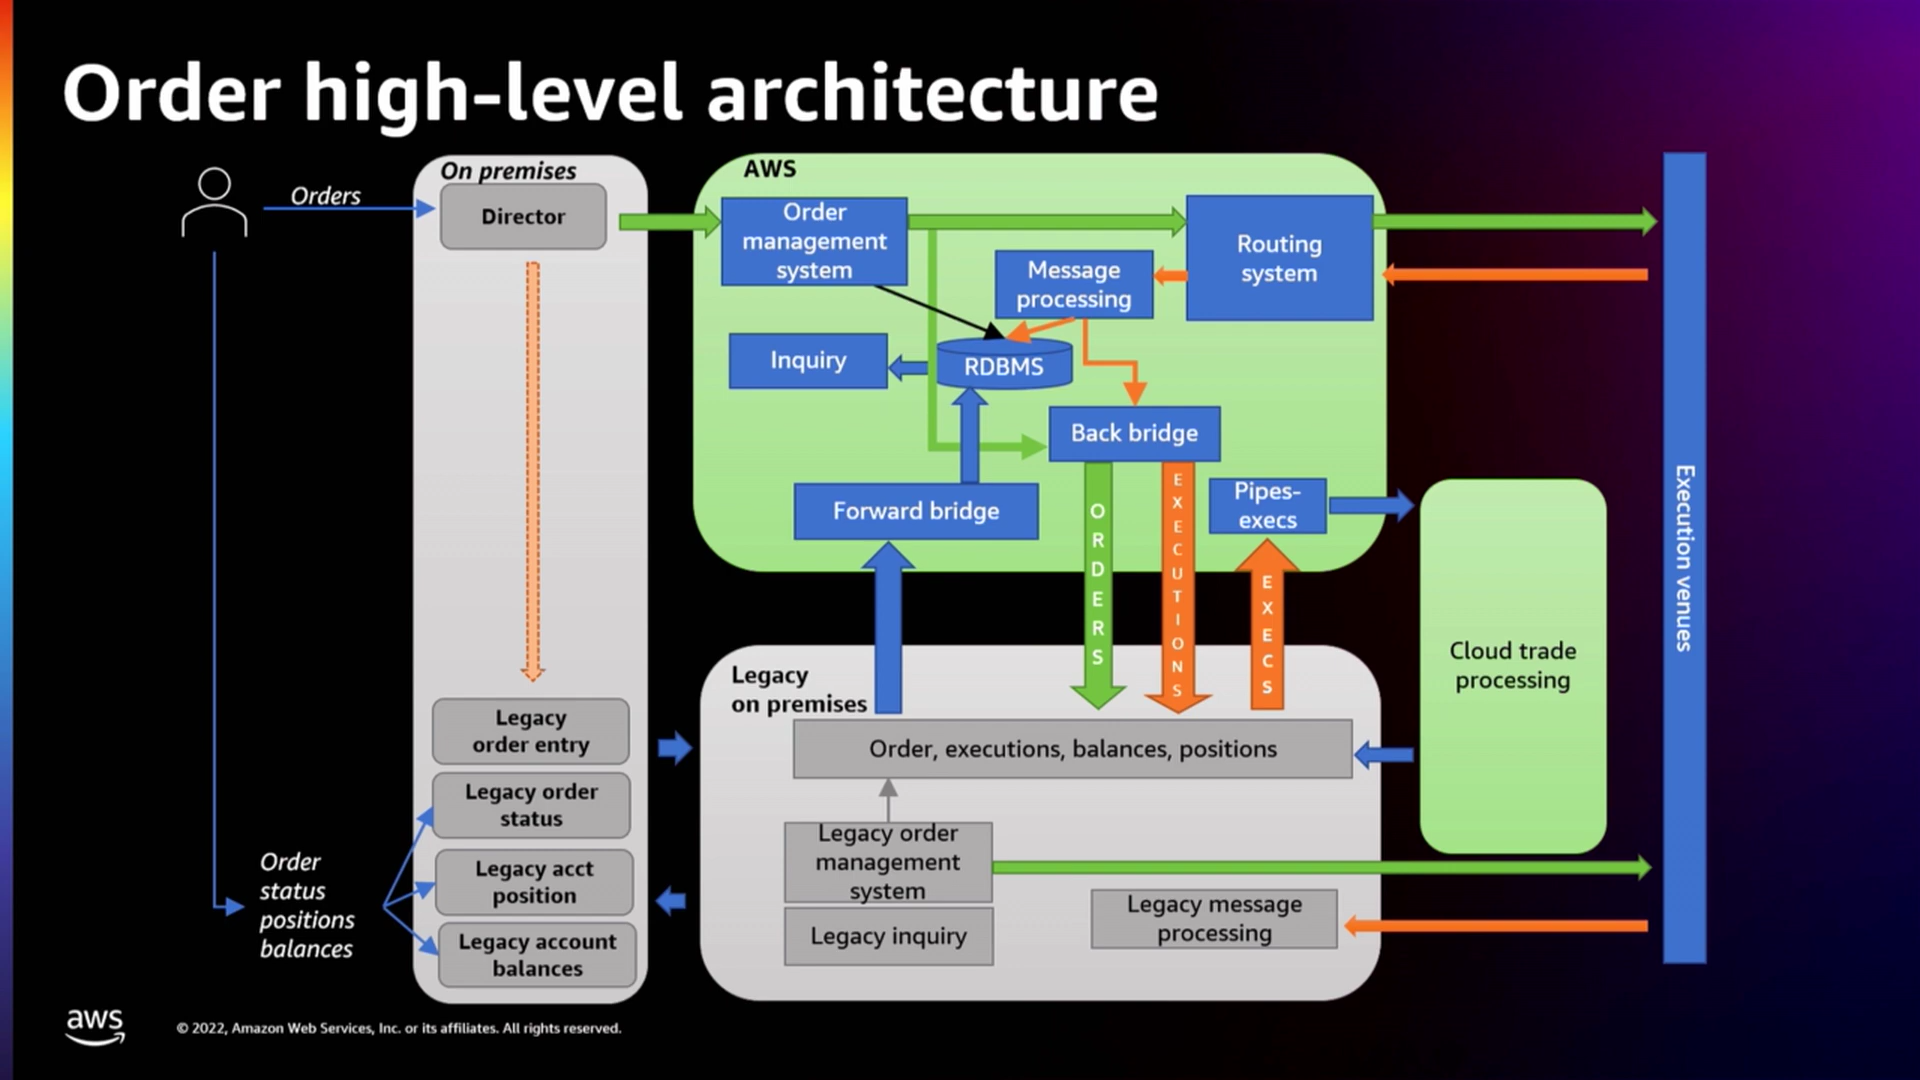 Order high-level architecture
Orders
On premises
Director
AWS
Order
management
system
Routing
system
Message
processing
Inquiry
RDBMS
Back bridge
Forward bridge
Pipes-
execs
ORDERS
EXECUTIONS
EXECS
Cloud trade
processing
Execution venues
Legacy
on premises
Order, executions, balances, positions
Legacy order
management
system
Legacy inquiry
Legacy message
processing
Legacy
order entry
Legacy order
status
Legacy acct
position
Legacy account
balances
Order
status
positions
balances
aws
© 2022, Amazon Web Services, Inc. or its affiliates. All rights reserved.